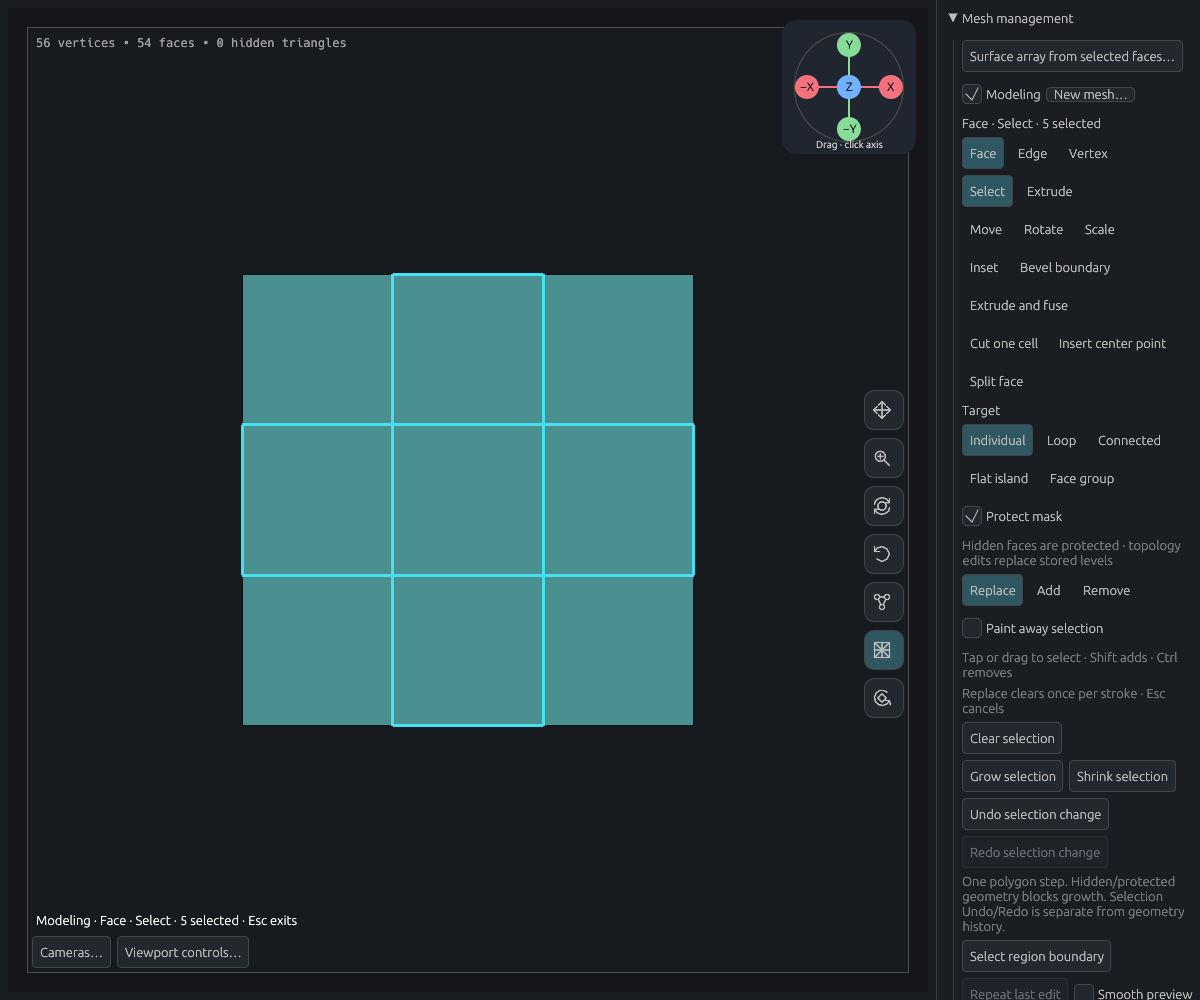 56 vertices • 54 faces • 0 hidden triangles
Y
−X
Z
X
−Y
Drag · click axis
Modeling · Face · Select · 5 selected · Esc exits
Cameras…
Viewport controls…
Mesh management
Surface array from selected faces…
Modeling
New mesh…
Face · Select · 5 selected
Face Edge Vertex
Select Extrude
Move Rotate Scale
Inset Bevel boundary
Extrude and fuse
Cut one cell Insert center point
Split face
Target
Individual Loop Connected
Flat island Face group
Protect mask
Hidden faces are protected · topology
edits replace stored levels
Replace Add Remove
Paint away selection
Tap or drag to select · Shift adds · Ctrl
removes
Replace clears once per stroke · Esc
cancels
Clear selection
Grow selection Shrink selection
Undo selection change
Redo selection change
One polygon step. Hidden/protected
geometry blocks growth. Selection
Undo/Redo is separate from geometry
history.
Select region boundary
Repeat last edit Smooth preview